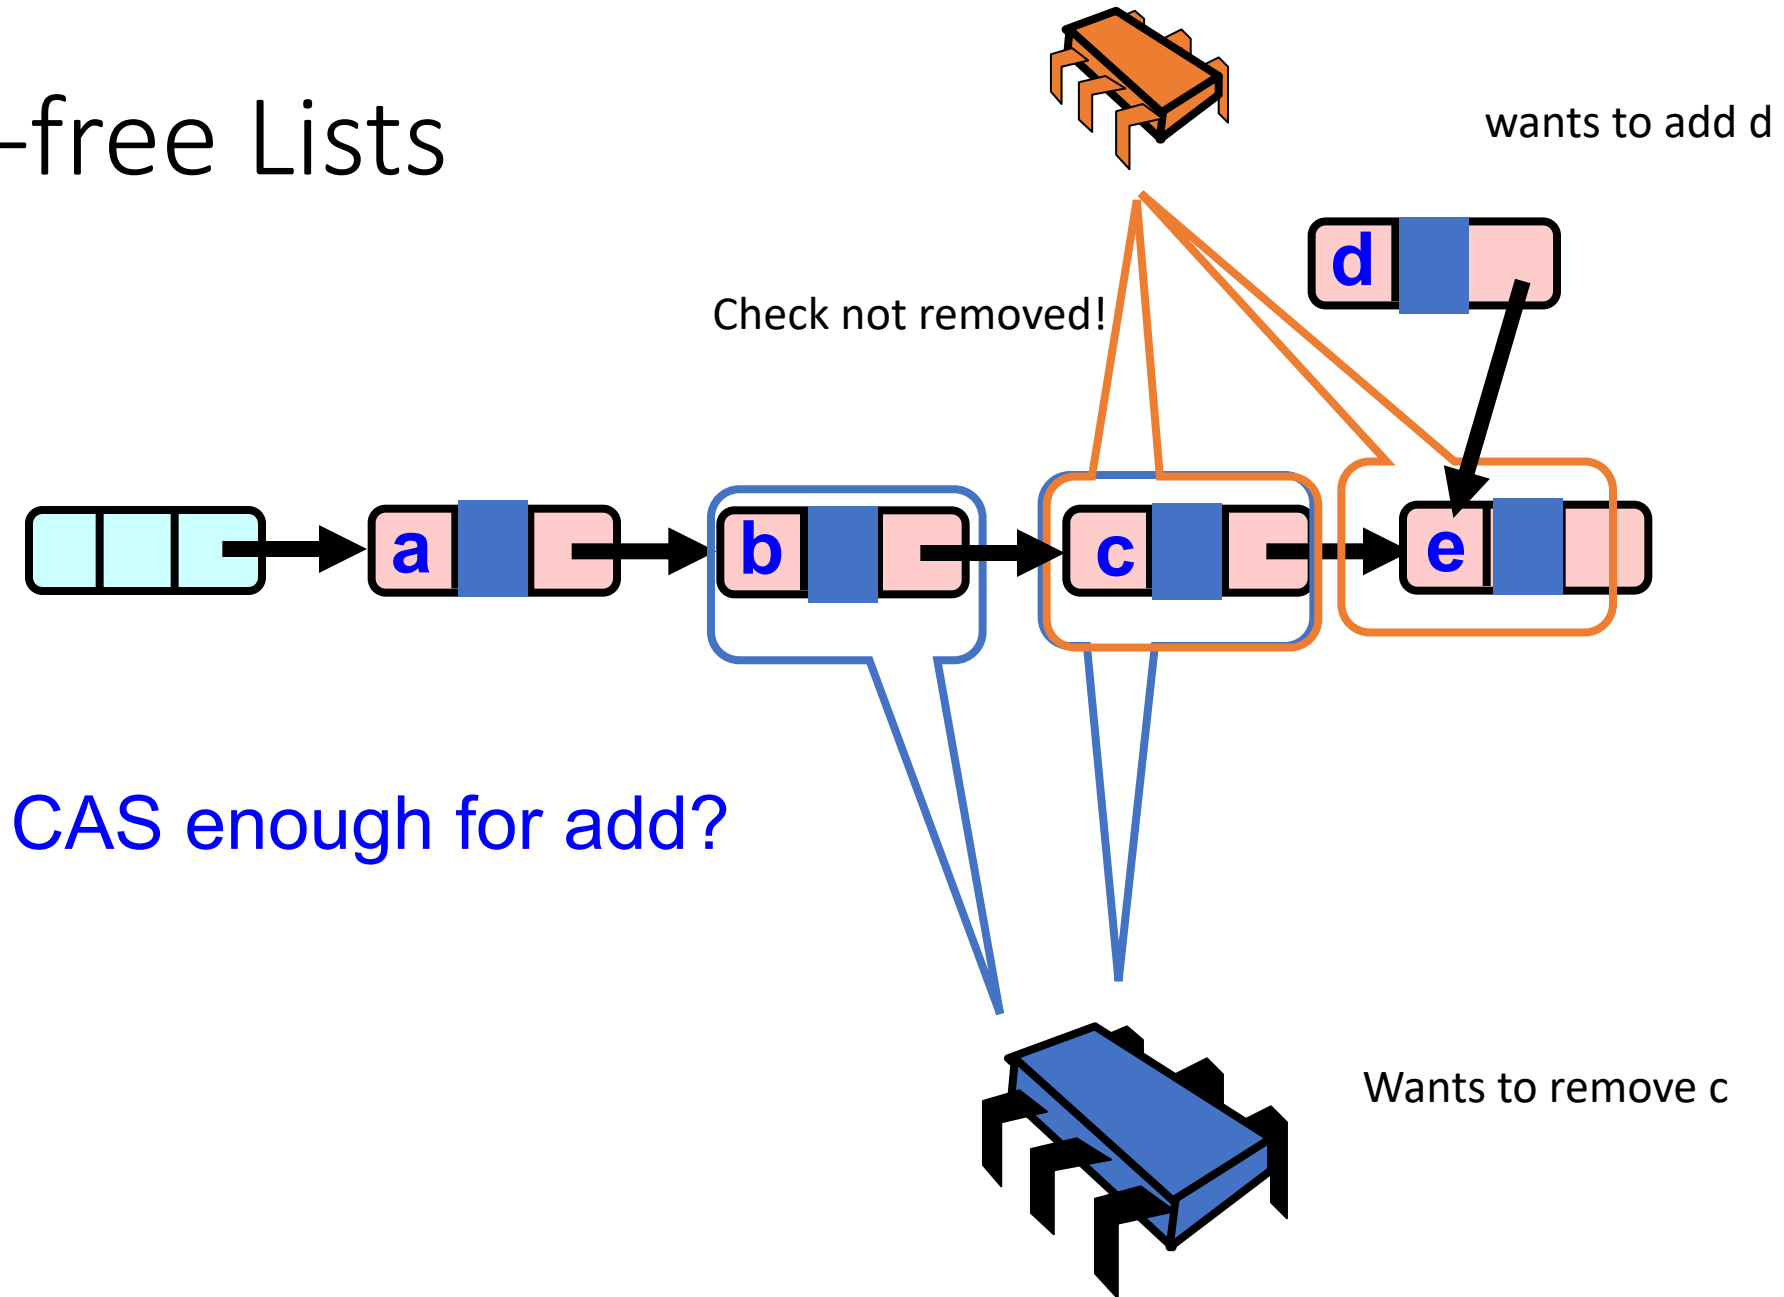 -free Lists
wants to add d
d
Check not removed!
a
b
c
e
CAS enough for add?
Wants to remove c